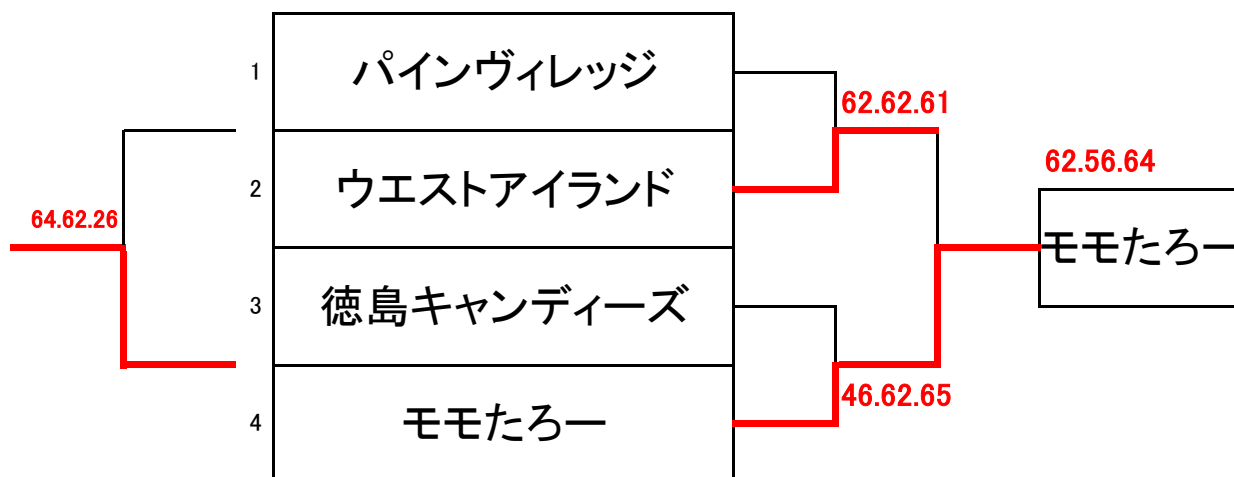 1 パインヴィレッジ
62.62.61
62.56.64
2 ウエストアイランド
64.62.26
モモたろー
3 徳島キャンディーズ
46.62.65
4 モモたろー